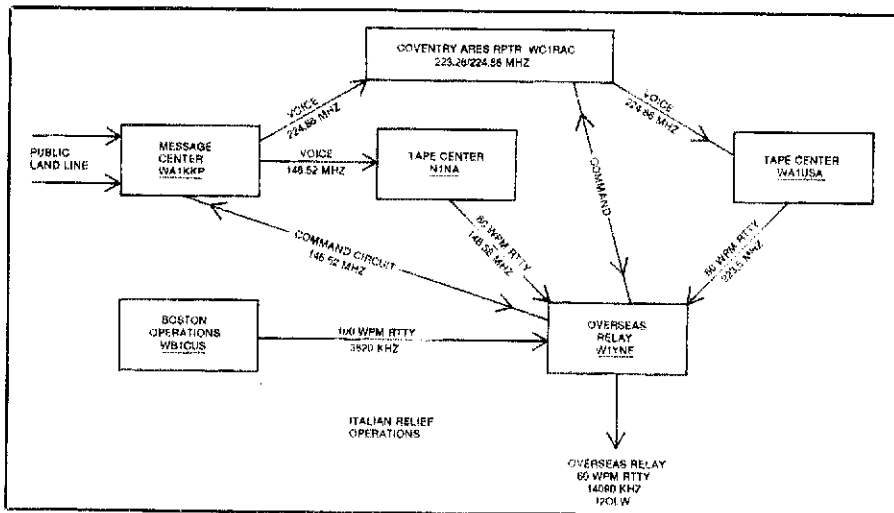 COVENTRY ARES RPTR WC1RAC
223.26/224.86 MHZ
VOICE
224.86 MHZ
VOICE
224.86 MHZ
PUBLIC
LAND LINE
MESSAGE
CENTER
WA1KKP
VOICE
146.52 MHZ
TAPE CENTER
N1NA
COMMAND
TAPE CENTER
WA1USA
COMMAND CIRCUIT
146.52 MHZ
60 WPM RTTY
146.58 MHZ
60 WPM RTTY
223.5 MHZ
BOSTON
OPERATIONS
WB1CUS
100 WPM RTTY
3620 KHZ
OVERSEAS
RELAY
W1YNE
ITALIAN RELIEF
OPERATIONS
OVERSEAS RELAY
60 WPM RTTY
14090 KHZ
I2OLW